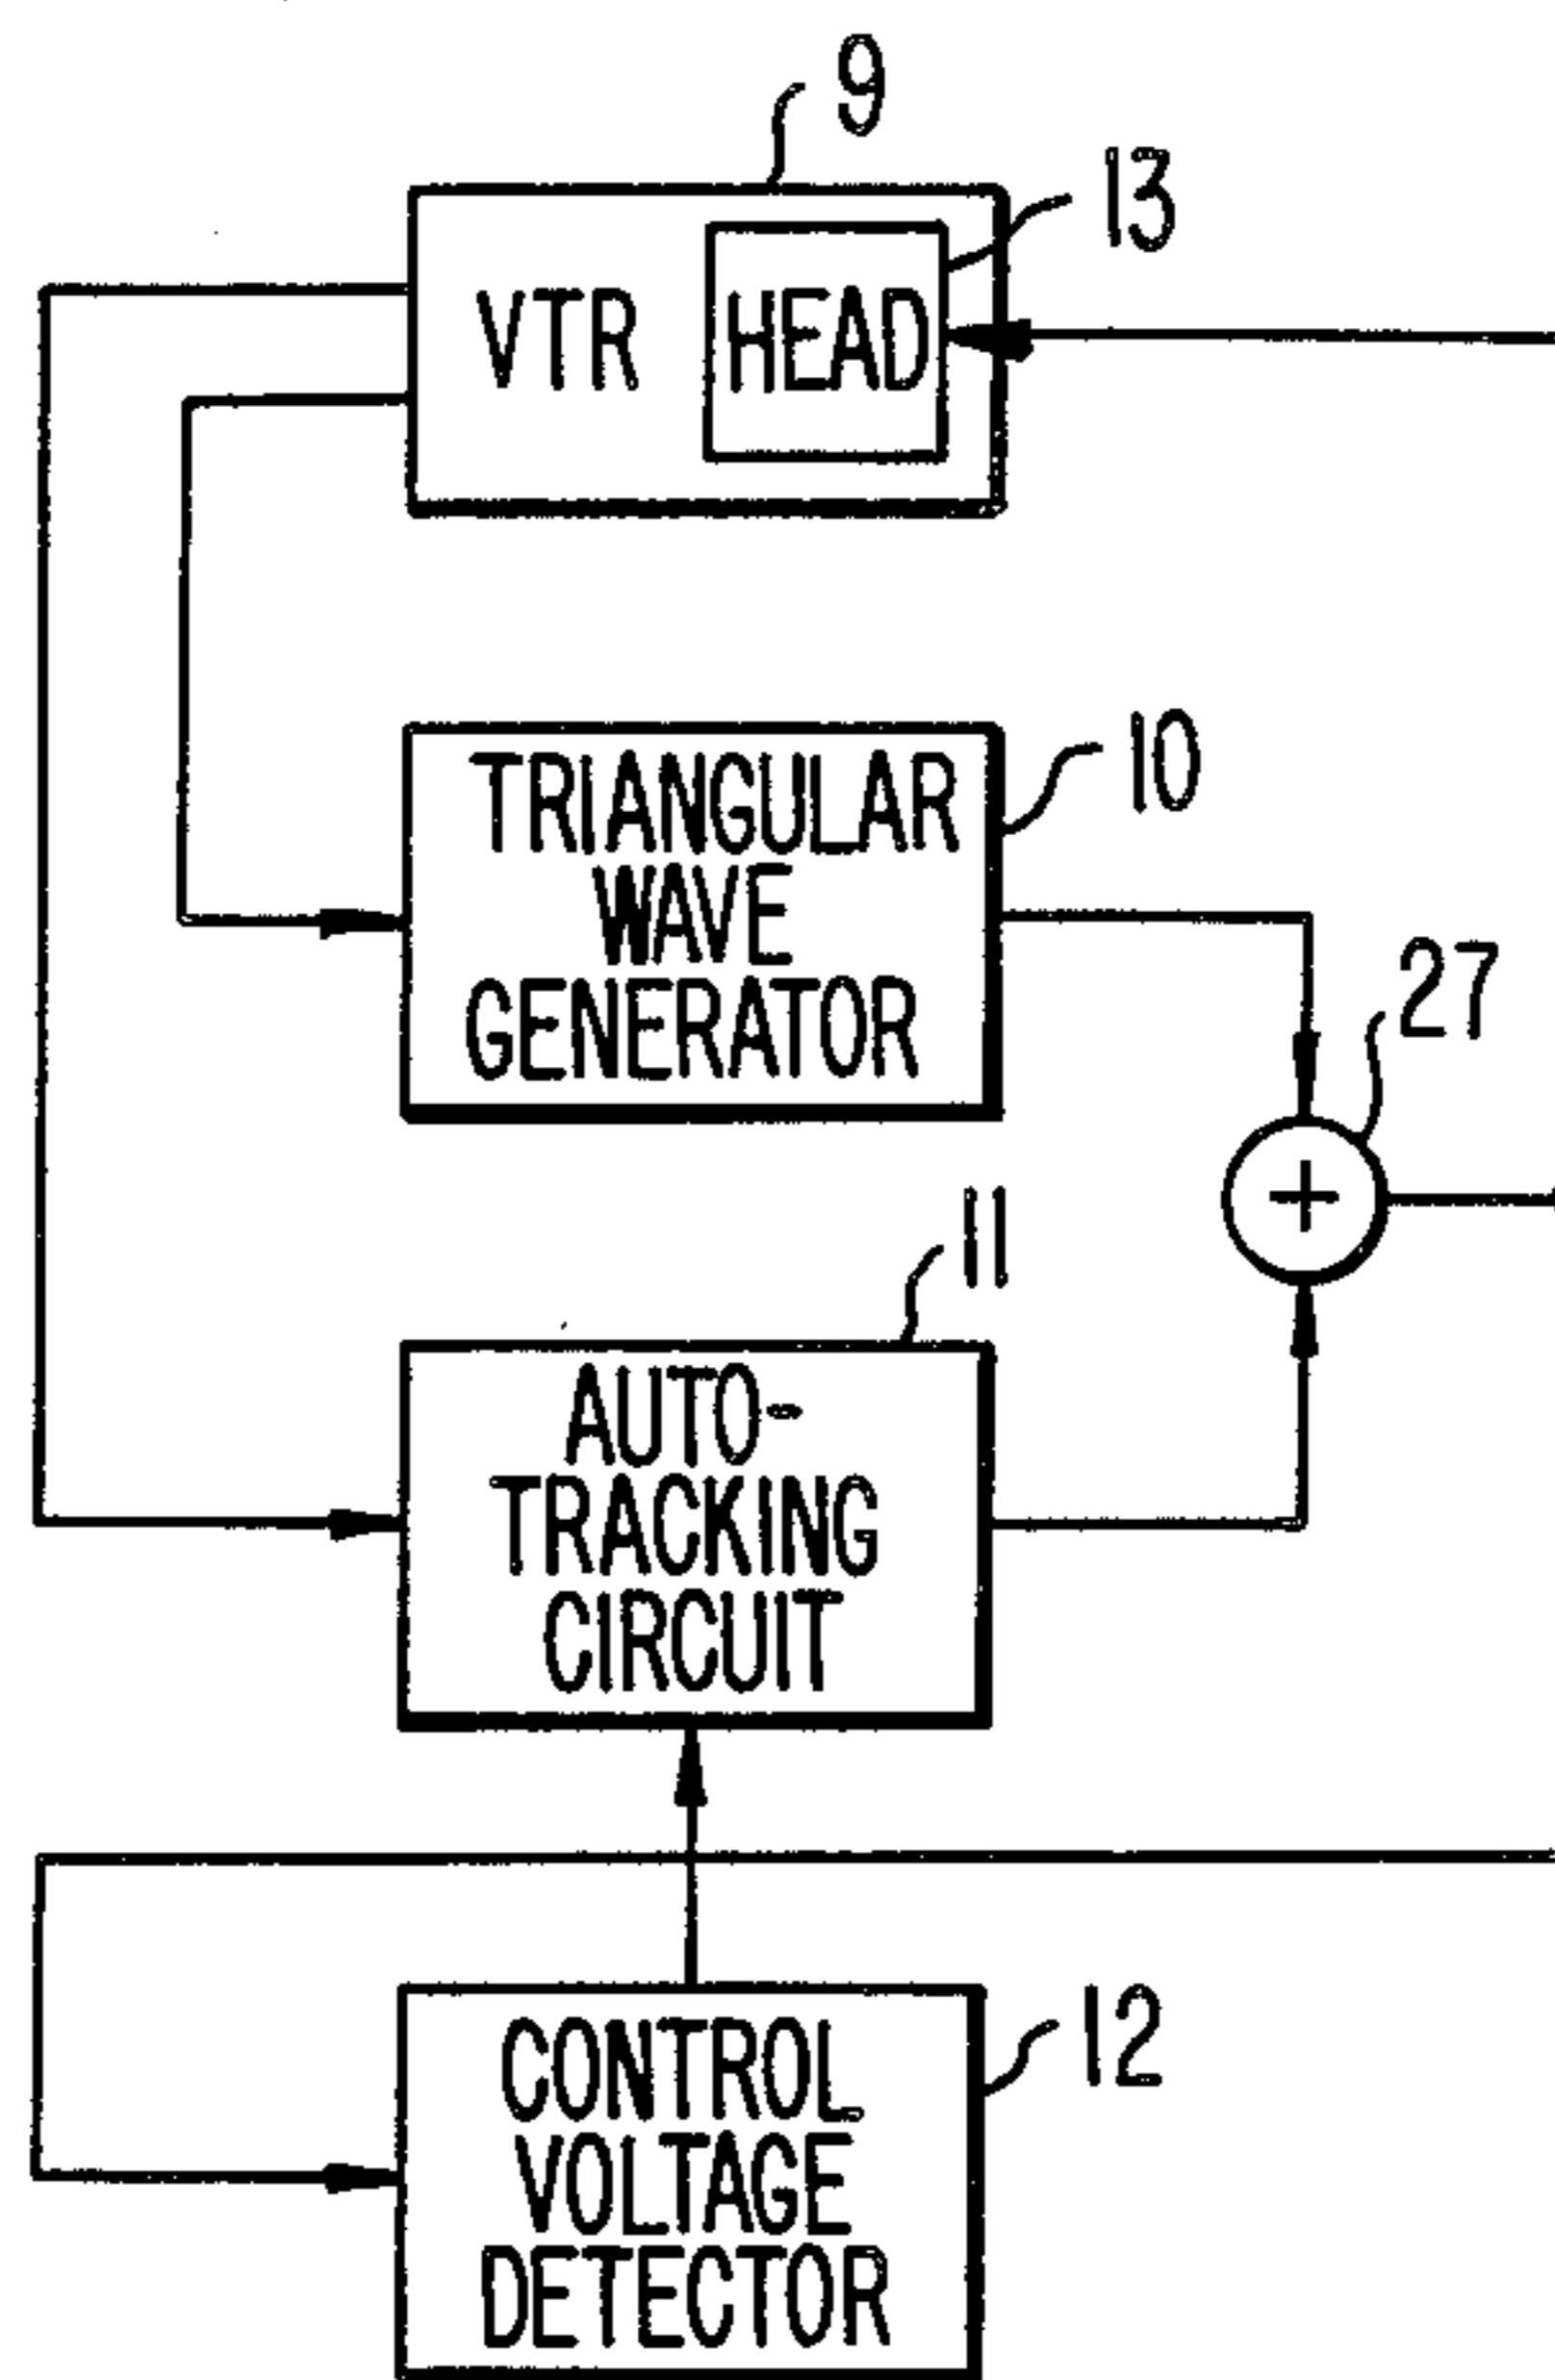 9
13
VTR
HEAD
10
TRIANGULAR
WAVE
GENERATOR
27
+
11
AUTO-
TRACKING
CIRCUIT
12
CONTROL
VOLTAGE
DETECTOR